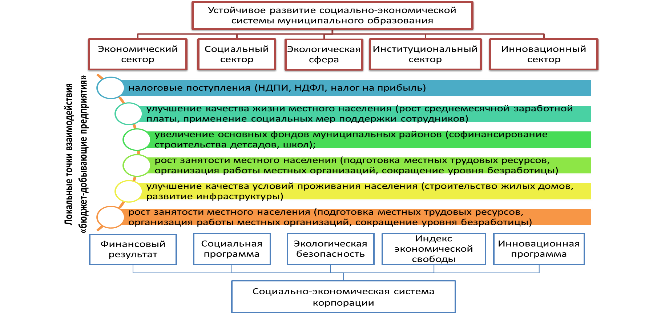 Устойчивое развитие социально-экономической
системы муниципального образования
Экономический
сектор
Социальный
сектор
Экологическая
сфера
Институциональный
сектор
Инновационный
сектор
Локальные точки взаимодействия
«бюджет-добывающие предприятия»
налоговые поступления (НДПИ, НДФЛ, налог на прибыль)
улучшение качества жизни местного населения (рост среднемесячной заработной
платы, применение социальных мер поддержки сотрудников)
увеличение основных фондов муниципальных районов (софинансирование
строительства детсадов, школ);
рост занятости местного населения (подготовка местных трудовых ресурсов,
организация работы местных организаций, сокращение уровня безработицы)
улучшение качества условий проживания населения (строительство жилых домов,
развитие инфраструктуры)
рост занятости местного населения (подготовка местных трудовых ресурсов,
организация работы местных организаций, сокращение уровня безработицы)
Финансовый
результат
Социальная
программа
Экологическая
безопасность
Индекс
экономической
свободы
Инновационная
программа
Социально-экономическая система
корпорации